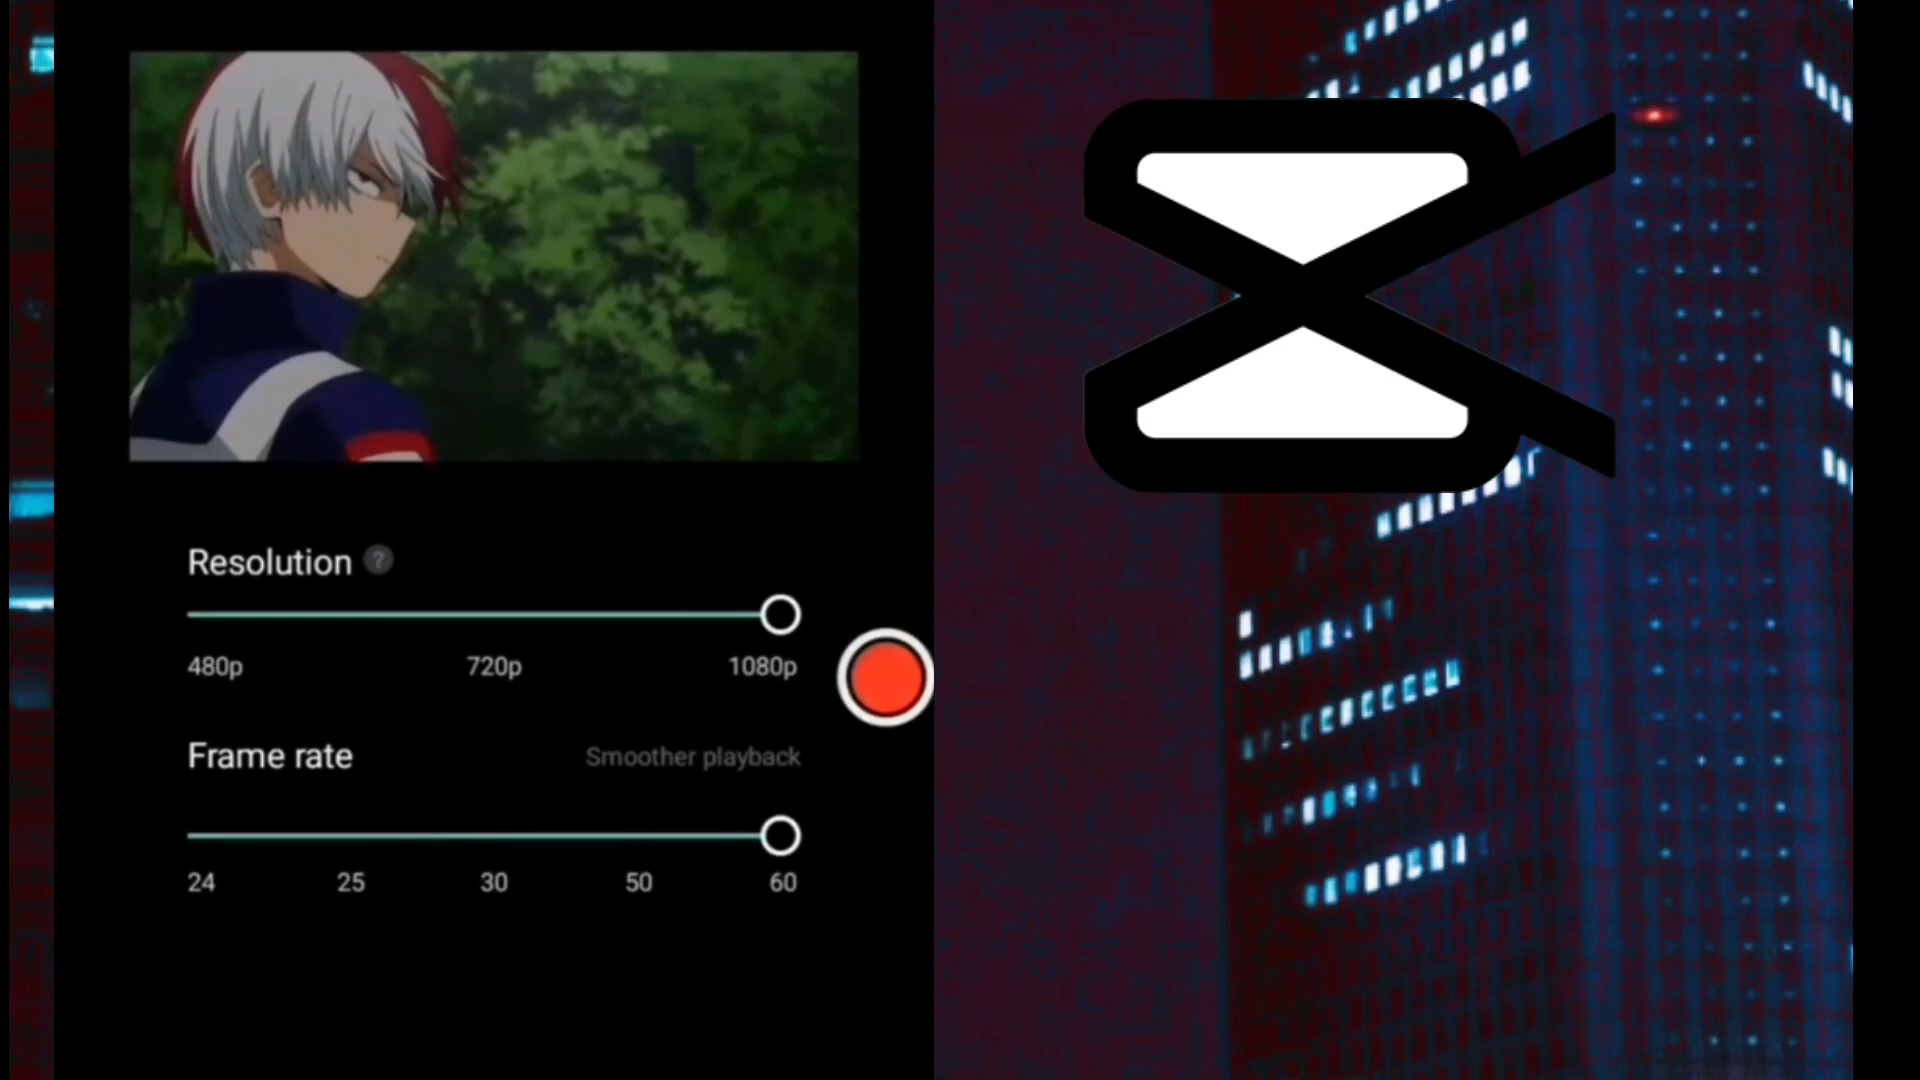 Resolution ?
480p 720p 1080p
Frame rate Smoother playback
24 25 30 50 60